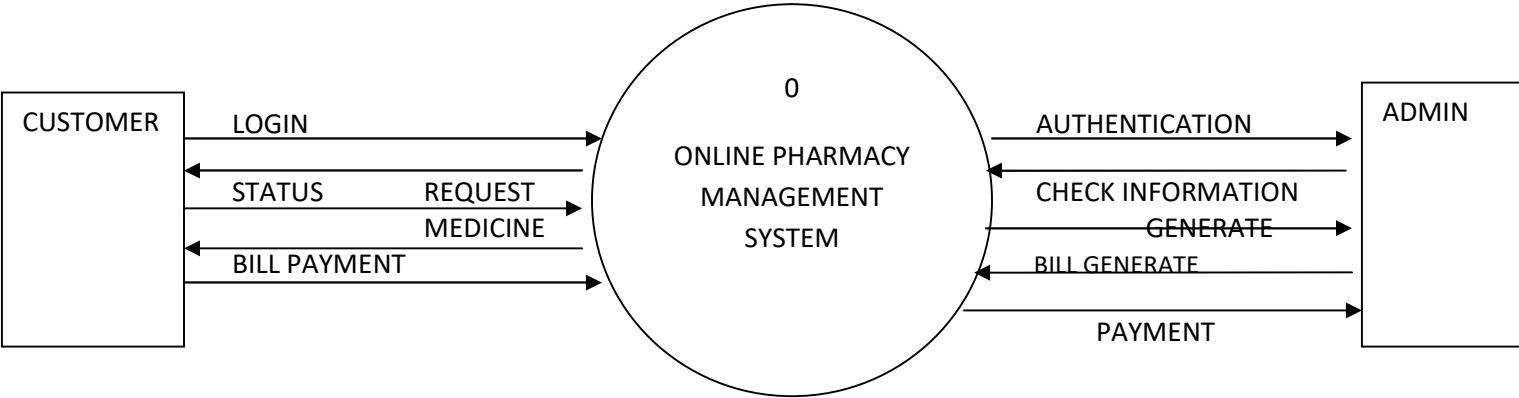 CUSTOMER
LOGIN
STATUS REQUEST
MEDICINE
BILL PAYMENT
0
ONLINE PHARMACY
MANAGEMENT
SYSTEM
AUTHENTICATION
CHECK INFORMATION
GENERATE
BILL GENERATE
PAYMENT
ADMIN